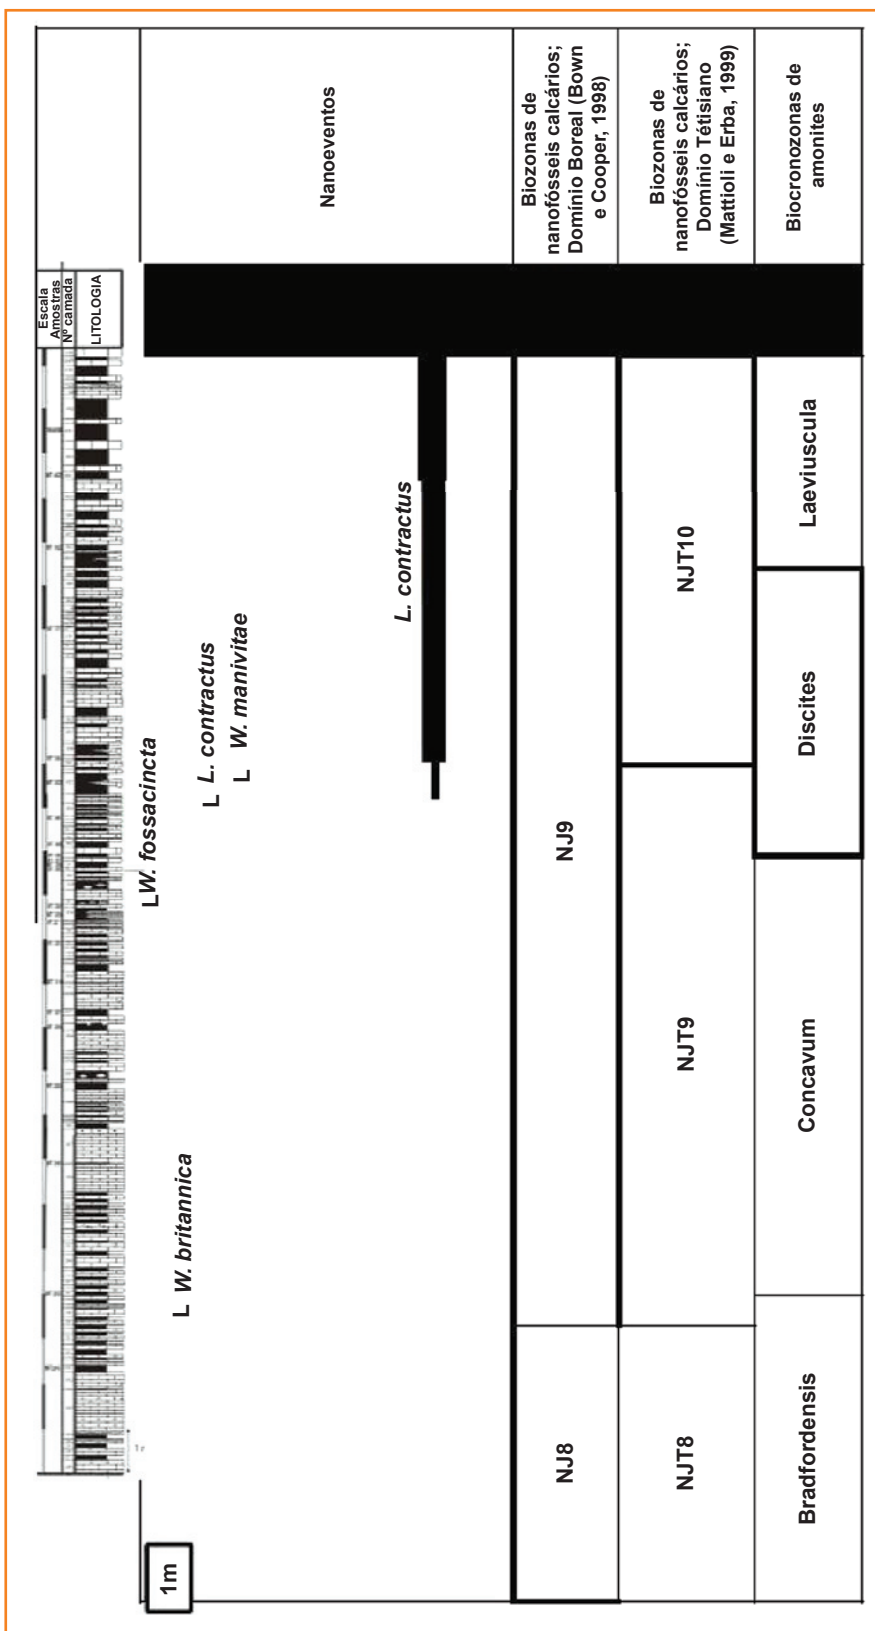 Escala
Amostras
Nº camada
LITOLOGIA
Nanoeventos
Biozonas de
nanofósseis calcários;
Domínio Boreal (Bown
e Cooper, 1998)
Biozonas de
nanofósseis calcários;
Domínio Tétisiano
(Mattioli e Erba, 1999)
Biocronozonas de
amonites
L W. britannica
L W. fossacincta
L L. contractus
L W. manivitae
L. contractus
NJ8
NJ9
NJT8
NJT9
NJT10
Bradfordensis
Concavum
Discites
Laeviuscula
1m